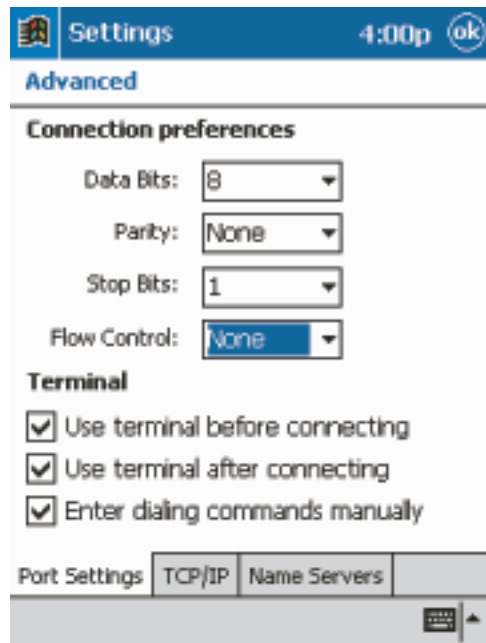 Settings 4:00p ok
Advanced
Connection preferences
Data Bits: 8
Parity: None
Stop Bits: 1
Flow Control: None
Terminal
Use terminal before connecting
Use terminal after connecting
Enter dialing commands manually
Port Settings TCP/IP Name Servers